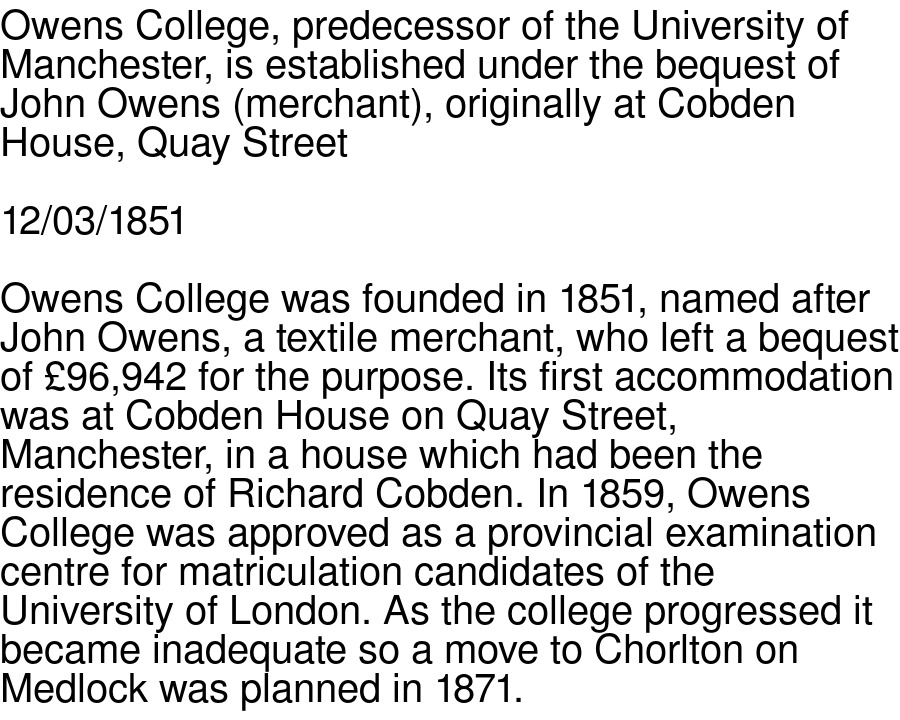 Owens College, predecessor of the University of
Manchester, is established under the bequest of
John Owens (merchant), originally at Cobden
House, Quay Street
12/03/1851
Owens College was founded in 1851, named after
John Owens, a textile merchant, who left a bequest
of £96,942 for the purpose. Its first accommodation
was at Cobden House on Quay Street,
Manchester, in a house which had been the
residence of Richard Cobden. In 1859, Owens
College was approved as a provincial examination
centre for matriculation candidates of the
University of London. As the college progressed it
became inadequate so a move to Chorlton on
Medlock was planned in 1871.